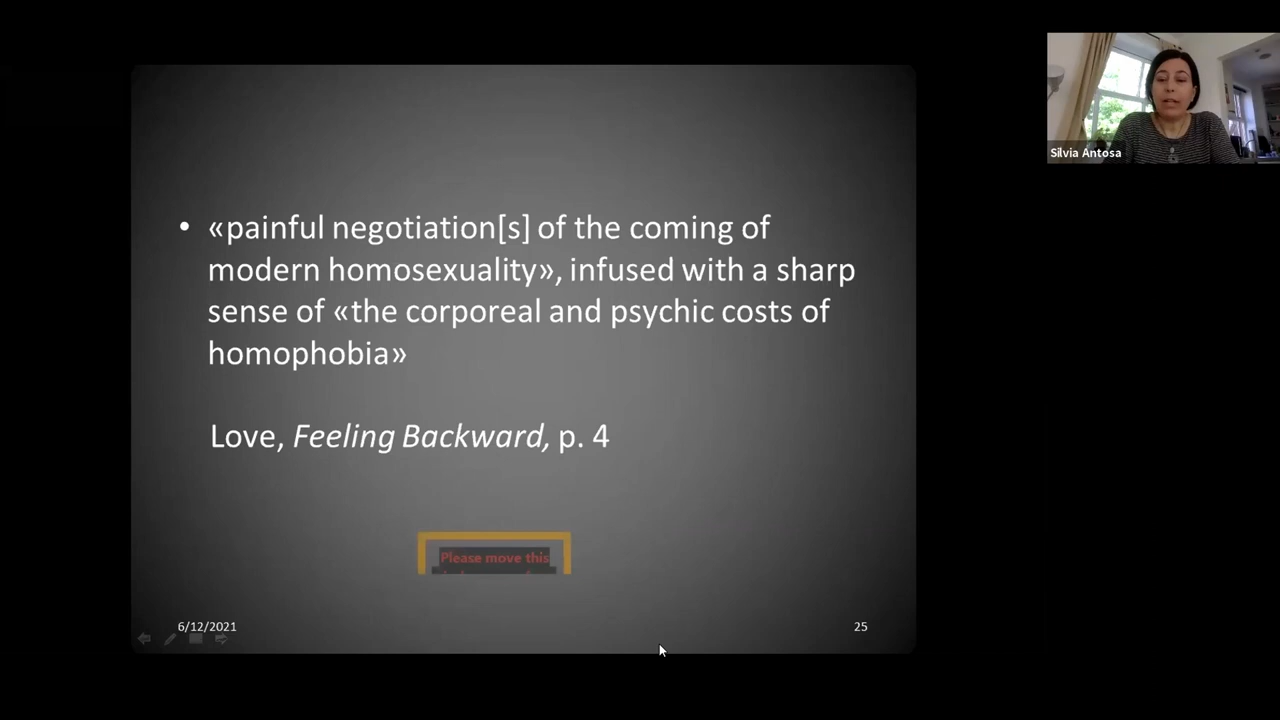 Silvia Antosa
• «painful negotiation[s] of the coming of
modern homosexuality», infused with a sharp
sense of «the corporeal and psychic costs of
homophobia»
Love, Feeling Backward, p. 4
Please move this
6/12/2021
25